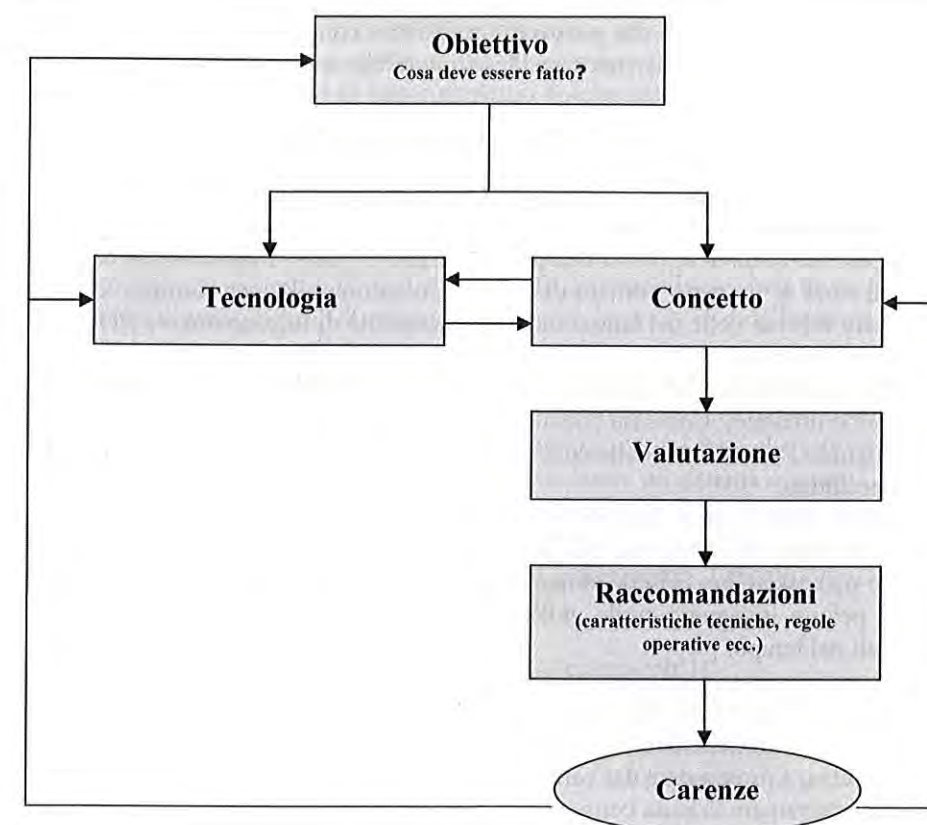 Obiettivo
Cosa deve essere fatto?
Tecnologia
Concetto
Valutazione
Raccomandazioni
(caratteristiche tecniche, regole
operative ecc.)
Carenze